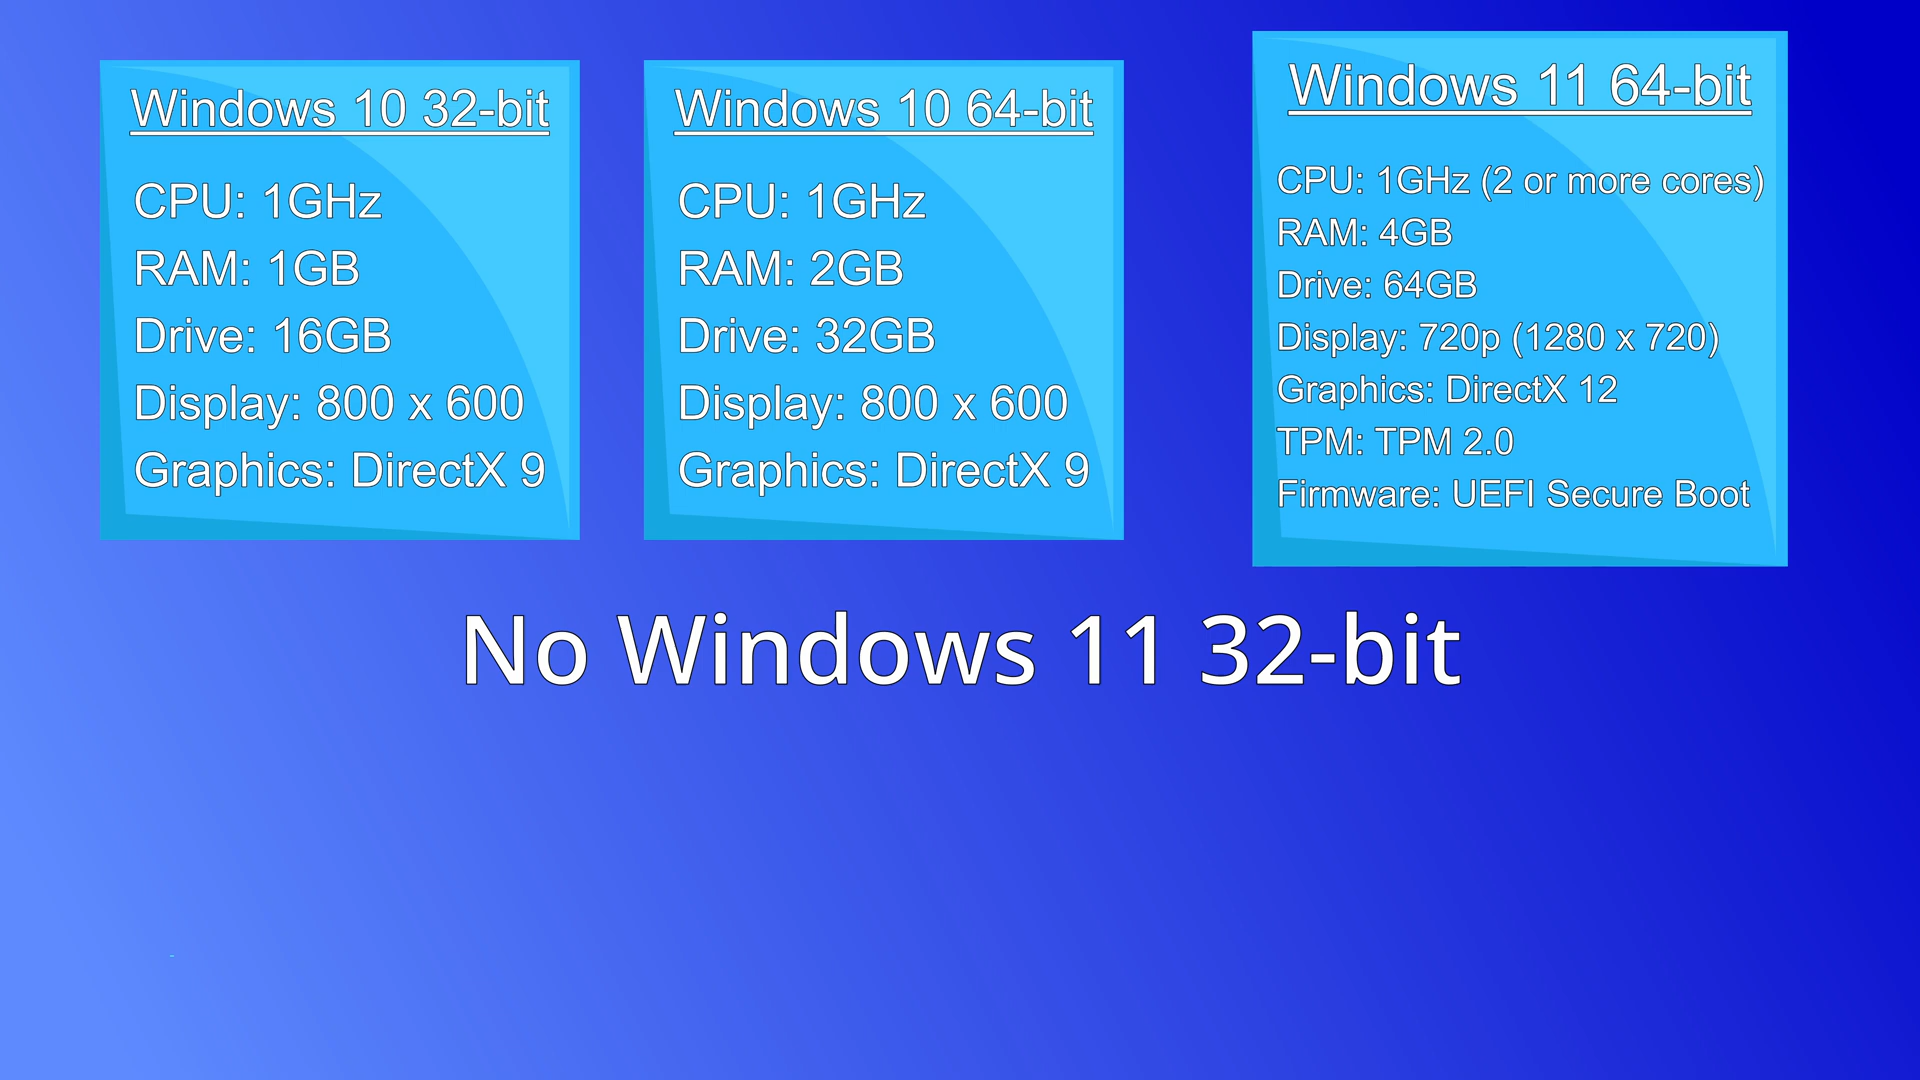 Windows 10 32-bit
CPU: 1GHz
RAM: 1GB
Drive: 16GB
Display: 800 x 600
Graphics: DirectX 9
Windows 10 64-bit
CPU: 1GHz
RAM: 2GB
Drive: 32GB
Display: 800 x 600
Graphics: DirectX 9
Windows 11 64-bit
CPU: 1GHz (2 or more cores)
RAM: 4GB
Drive: 64GB
Display: 720p (1280 x 720)
Graphics: DirectX 12
TPM: TPM 2.0
Firmware: UEFI Secure Boot
No Windows 11 32-bit